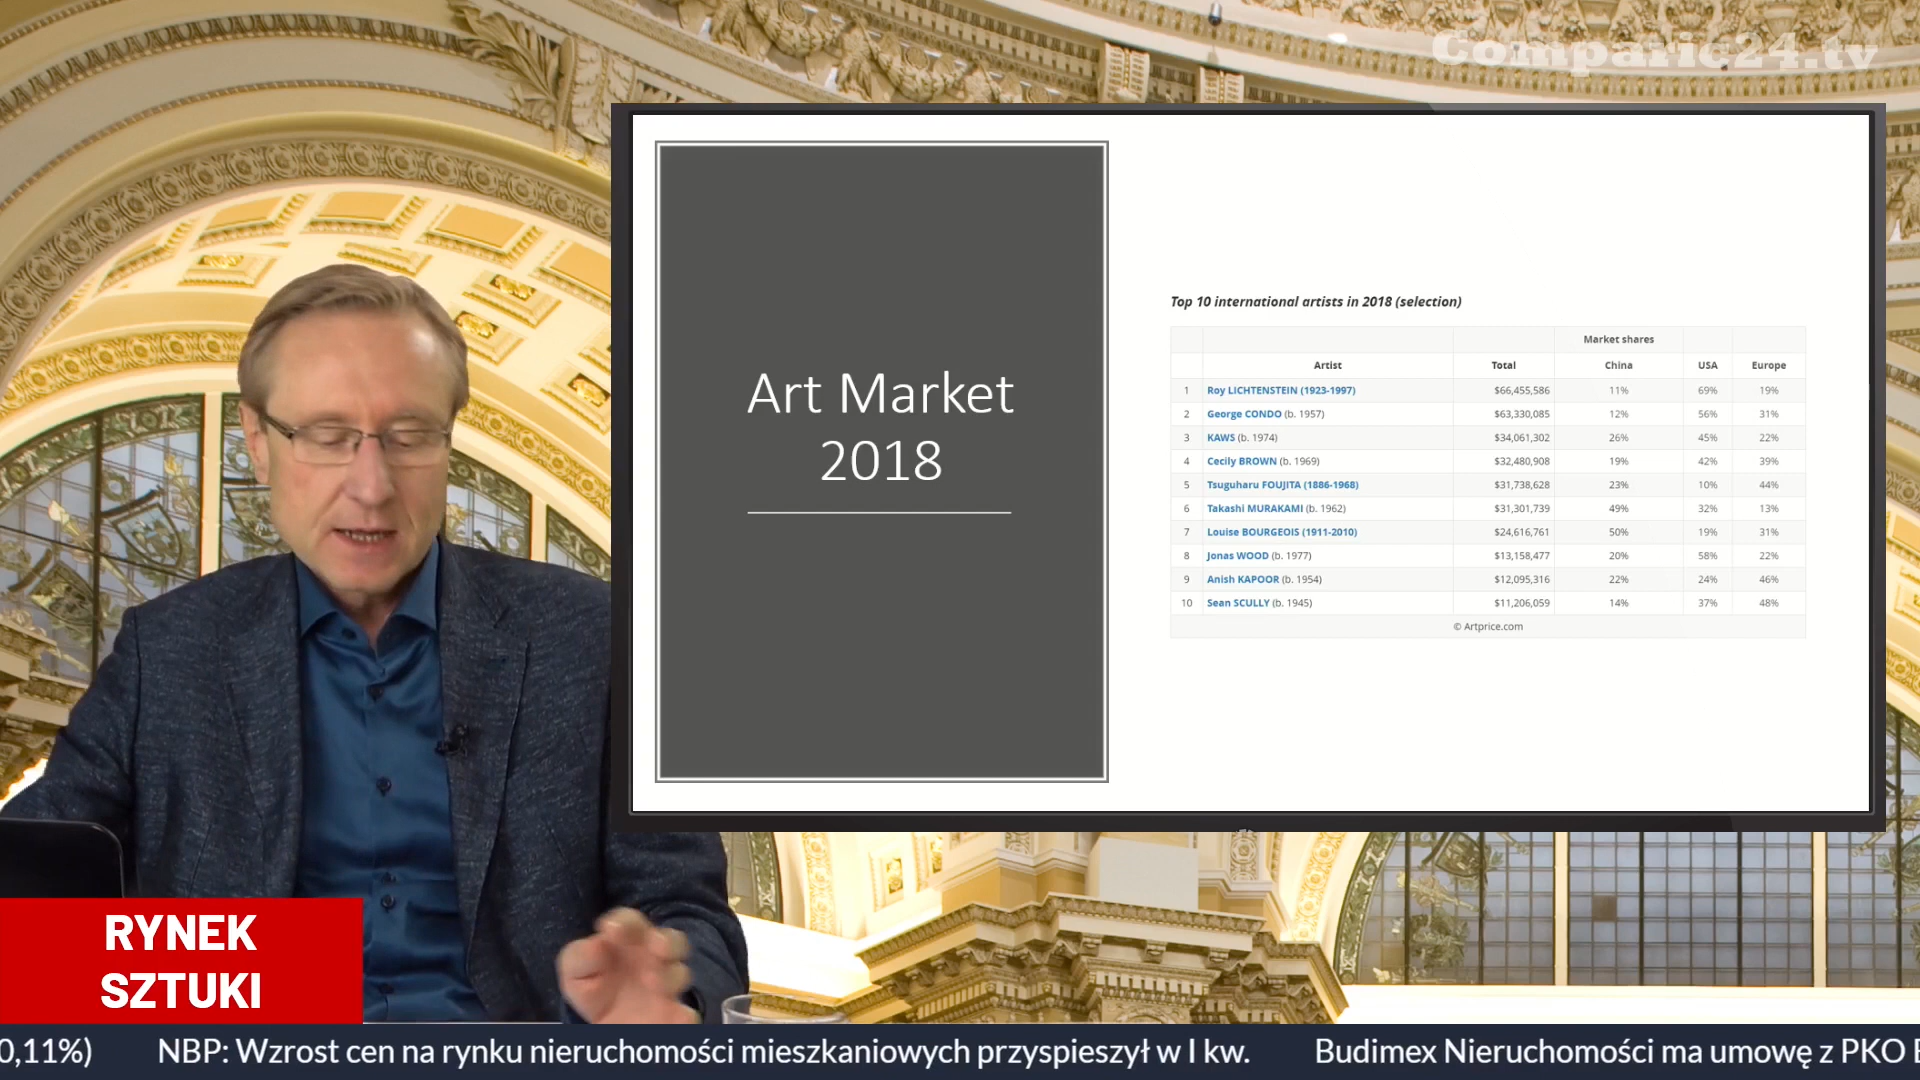 Comparic24.tv
Art Market
2018
Top 10 international artists in 2018 (selection)
Market shares
Artist Total China USA Europe
1 Roy LICHTENSTEIN (1923-1997) $66,455,586 11% 69% 19%
2 George CONDO (b. 1957) $63,330,085 12% 56% 31%
3 KAWS (b. 1974) $34,061,302 26% 45% 22%
4 Cecily BROWN (b. 1969) $32,480,908 19% 42% 39%
5 Tsuguharu FOUJITA (1886-1968) $31,738,628 23% 10% 44%
6 Takashi MURAKAMI (b. 1962) $31,301,739 49% 32% 13%
7 Louise BOURGEOIS (1911-2010) $24,616,761 50% 19% 31%
8 Jonas WOOD (b. 1977) $13,158,477 20% 58% 22%
9 Anish KAPOOR (b. 1954) $12,095,316 22% 24% 46%
10 Sean SCULLY (b. 1945) $11,206,059 14% 37% 48%
© Artprice.com
RYNEK
SZTUKI
0,11%) NBP: Wzrost cen na rynku nieruchomości mieszkaniowych przyspieszył w I kw. Budimex Nieruchomości ma umowę z PKO